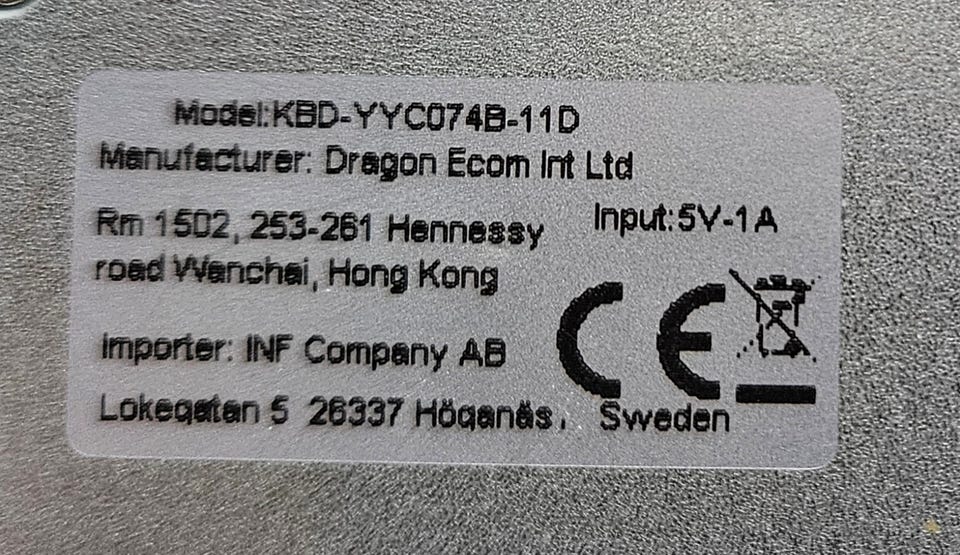 Model:KBD-YYC074B-11D
Manufacturer: Dragon Ecom Int Ltd
Rm 1502, 253-261 Hennessy
road Wanchai, Hong Kong
Input:5V-1A
Importer: INF Company AB
CE
Lokegatan 5 26337 Höganäs, Sweden